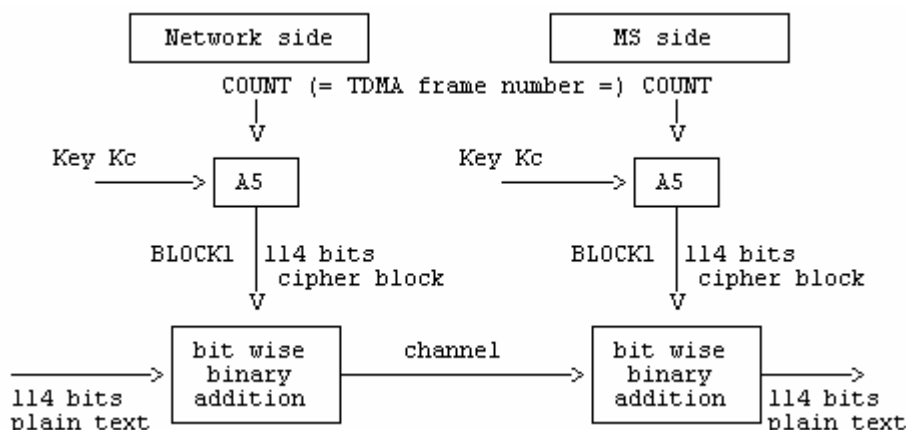 Network side MS side
COUNT (= TDMA frame number =) COUNT
Key Kc Key Kc
A5 A5
BLOCK1 114 bits BLOCK1 114 bits
cipher block cipher block
bit wise channel bit wise
binary binary
114 bits addition addition 114 bits
plain text plain text